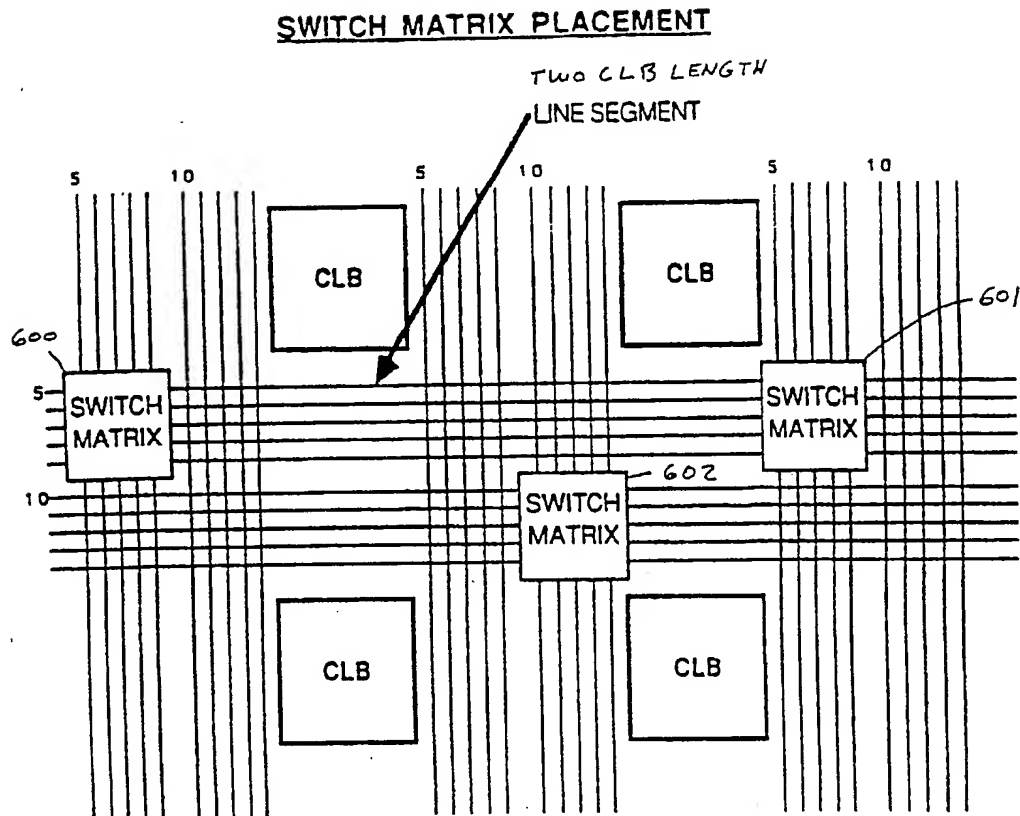 SWITCH MATRIX PLACEMENT
TWO CLB LENGTH
LINE SEGMENT
5 10 5 10 5 10
CLB CLB
601
600
5
SWITCH
MATRIX
SWITCH
MATRIX
602
10
SWITCH
MATRIX
CLB CLB